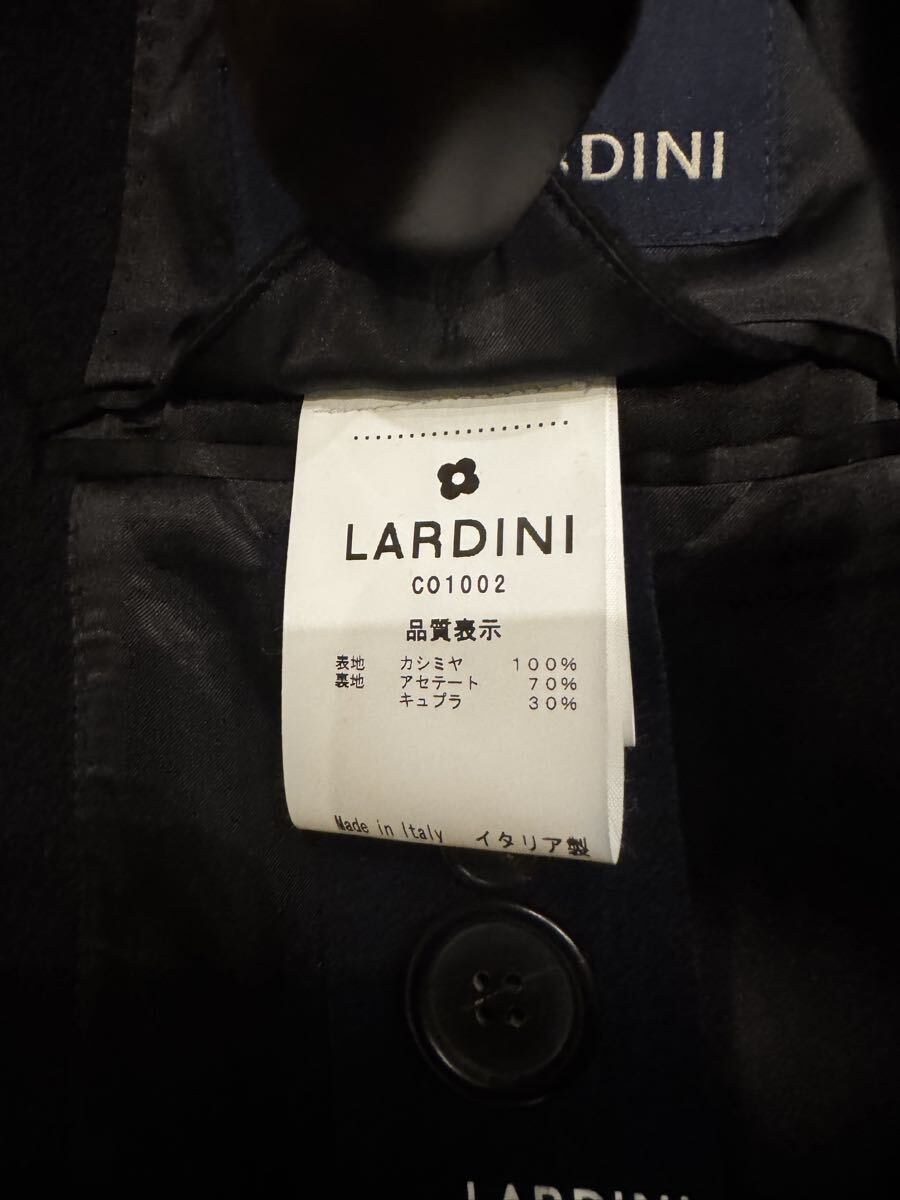 RDINI
LARDINI
CO1002
品質表示
表地 カシミヤ 100%
裏地 アセテート 70%
キュプラ 30%
Made in Italy イタリア製
LARDINI